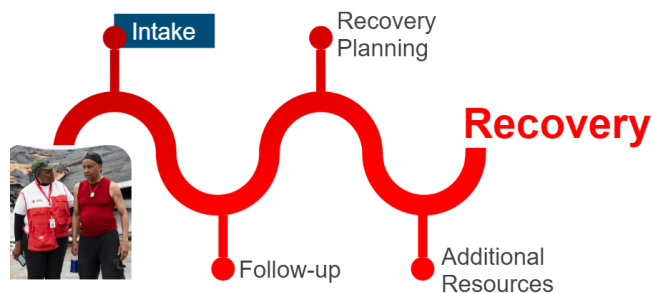 Intake
Recovery
Planning
Recovery
Follow-up
Additional
Resources